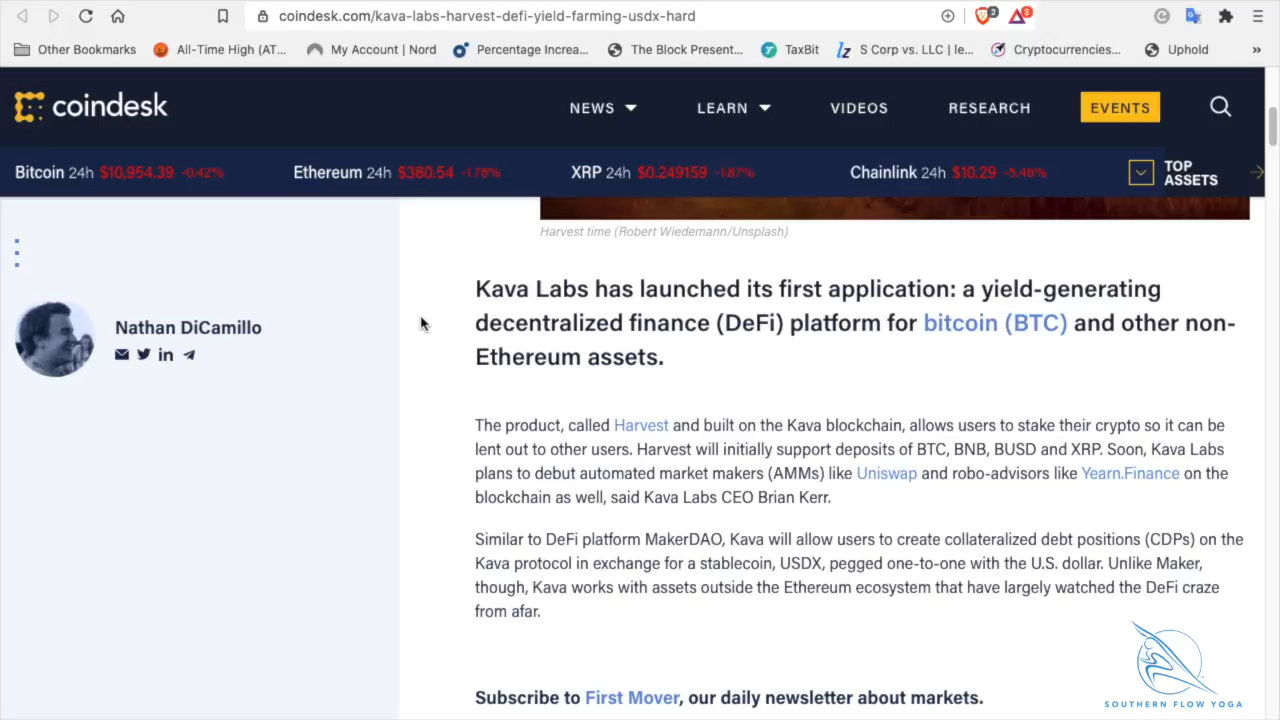 coindesk.com/kava-labs-harvest-defi-yield-farming-usdx-hard
2
3
Other Bookmarks
All-Time High (AT...
My Account | Nord
Percentage Increa...
The Block Present...
TaxBit
S Corp vs. LLC | le...
Cryptocurrencies...
Uphold
»
coindesk
NEWS
LEARN
VIDEOS
RESEARCH
EVENTS
Bitcoin 24h $10,954.39 -0.42%
Ethereum 24h $380.54 -1.78%
XRP 24h $0.249159 -1.87%
Chainlink 24h $10.29 -5.46%
TOP
ASSETS
Harvest time (Robert Wiedemann/Unsplash)
Nathan DiCamillo
in
Kava Labs has launched its first application: a yield-generating
decentralized finance (DeFi) platform for bitcoin (BTC) and other non-
Ethereum assets.
The product, called Harvest and built on the Kava blockchain, allows users to stake their crypto so it can be
lent out to other users. Harvest will initially support deposits of BTC, BNB, BUSD and XRP. Soon, Kava Labs
plans to debut automated market makers (AMMs) like Uniswap and robo-advisors like Yearn.Finance on the
blockchain as well, said Kava Labs CEO Brian Kerr.
Similar to DeFi platform MakerDAO, Kava will allow users to create collateralized debt positions (CDPs) on the
Kava protocol in exchange for a stablecoin, USDX, pegged one-to-one with the U.S. dollar. Unlike Maker,
though, Kava works with assets outside the Ethereum ecosystem that have largely watched the DeFi craze
from afar.
Subscribe to First Mover, our daily newsletter about markets.
SOUTHERN FLOW YOGA